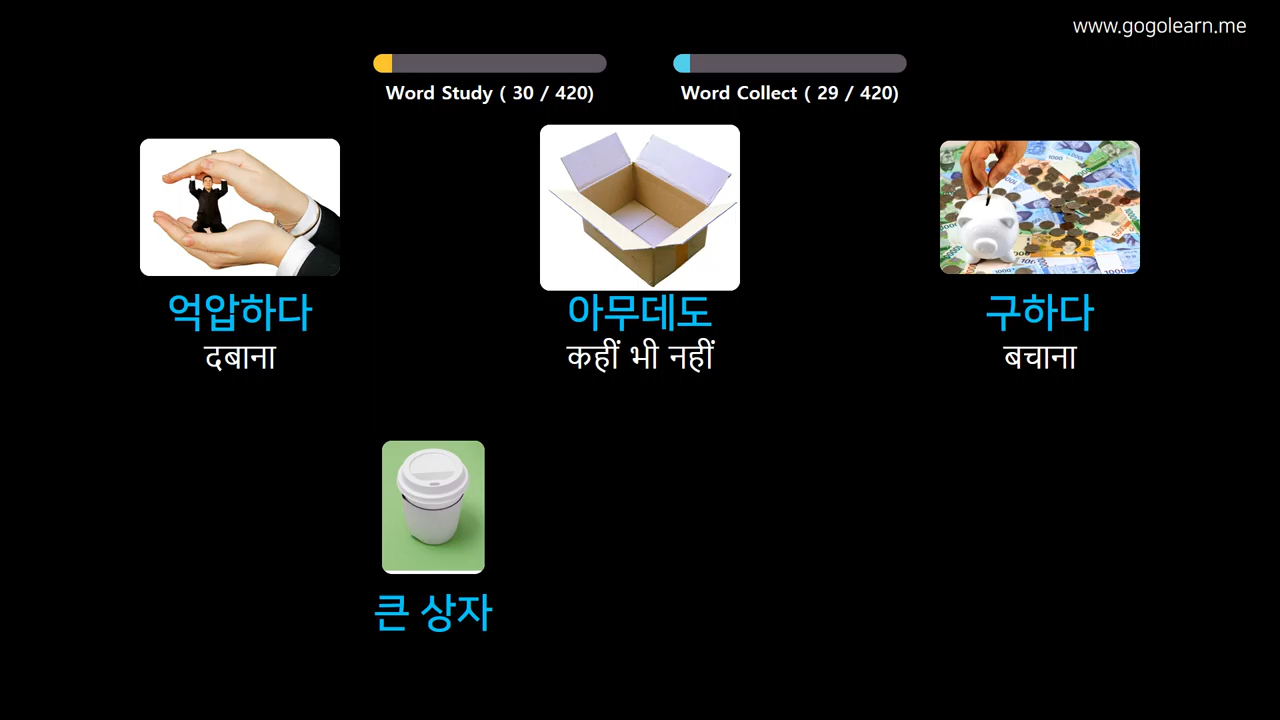 www.gogolearn.me
Word Study ( 30 / 420)
Word Collect ( 29 / 420)
억압하다
दबाना
아무데도
कहीं भी नहीं
구하다
बचाना
큰 상자